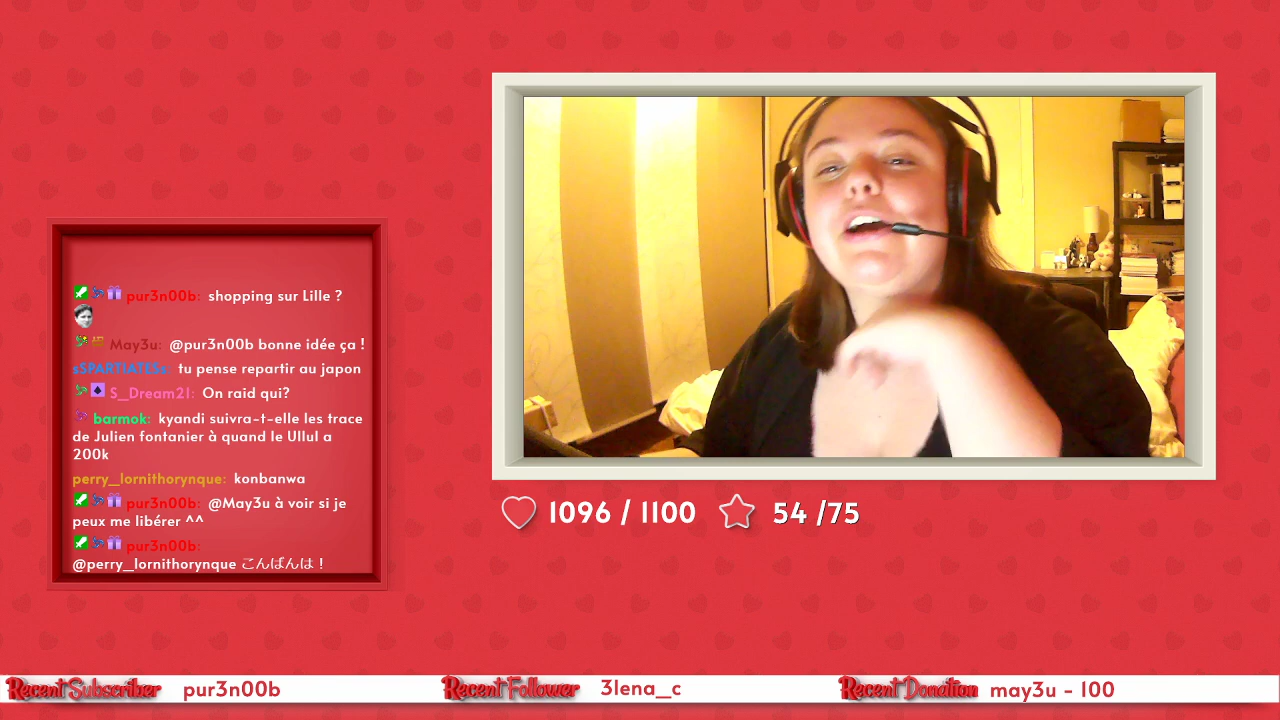 pur3n00b: shopping sur Lille ?
May3u: @pur3n00b bonne idée ça !
sSPARTIATESs: tu pense repartir au japon
S_Dream21: On raid qui?
barmok: kyandi suivra-t-elle les trace
de Julien fontanier à quand le Ullul a
200k
perry_lornithorynque: konbanwa
pur3n00b: @May3u à voir si je
peux me libérer ^^
pur3n00b:
@perry_lornithorynque こんばんは !
1096 / 1100
54 /75
Recent Subscriber pur3n00b
Recent Follower 3lena_c
Recent Donation may3u - 100